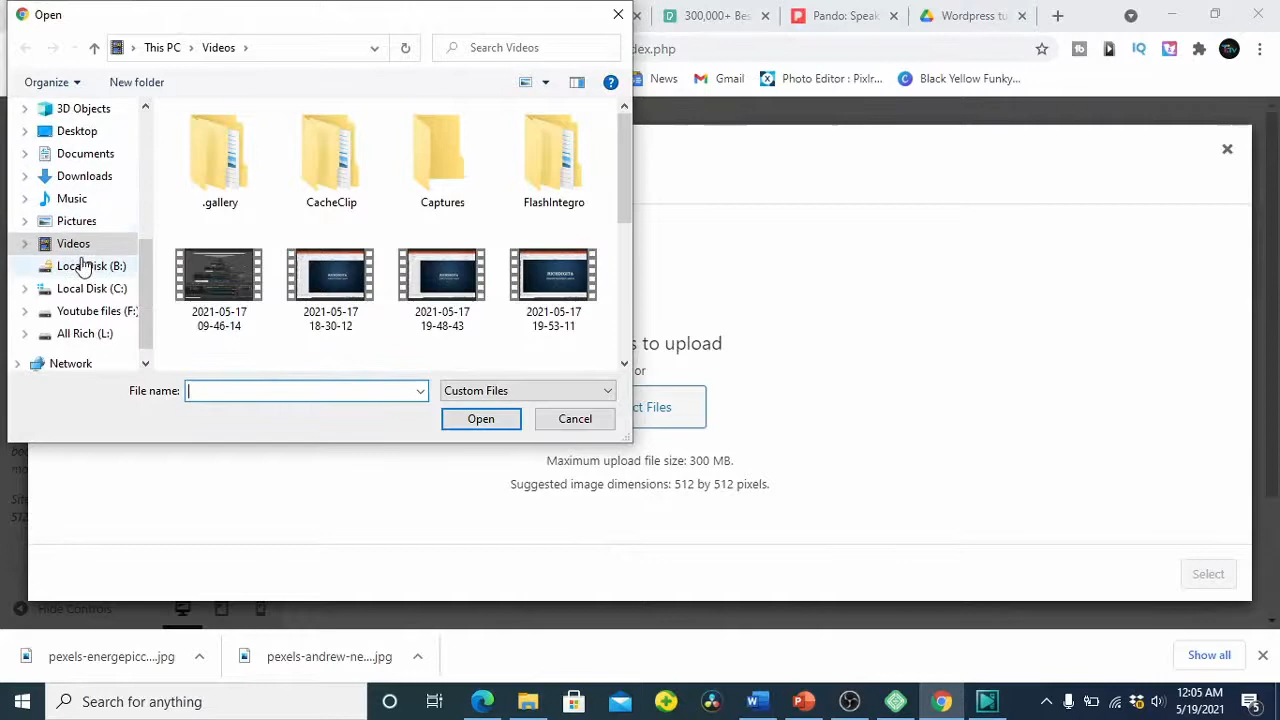 Open
300,000+ Bes
Pando: Speak
Wordpress tu
This PC > Videos >
Search Videos
dex.php
IQ
Tav
Organize
New folder
News
Gmail
Photo Editor : Pixlr...
Black Yellow Funky...
3D Objects
Desktop
Documents
Downloads
Music
Pictures
Videos
Local Disk (B:)
Local Disk (C:)
Youtube files (F:)
All Rich (L:)
Network
.gallery
CacheClip
Captures
FlashIntegro
2021-05-17
09-46-14
2021-05-17
18-30-12
2021-05-17
19-48-43
2021-05-17
19-53-11
s to upload
or
ct Files
File name:
Custom Files
Open
Cancel
Maximum upload file size: 300 MB.
Suggested image dimensions: 512 by 512 pixels.
Select
Hide Controls
pexels-energepicc....jpg
pexels-andrew-ne....jpg
Show all
Search for anything
12:05 AM
5/19/2021
5